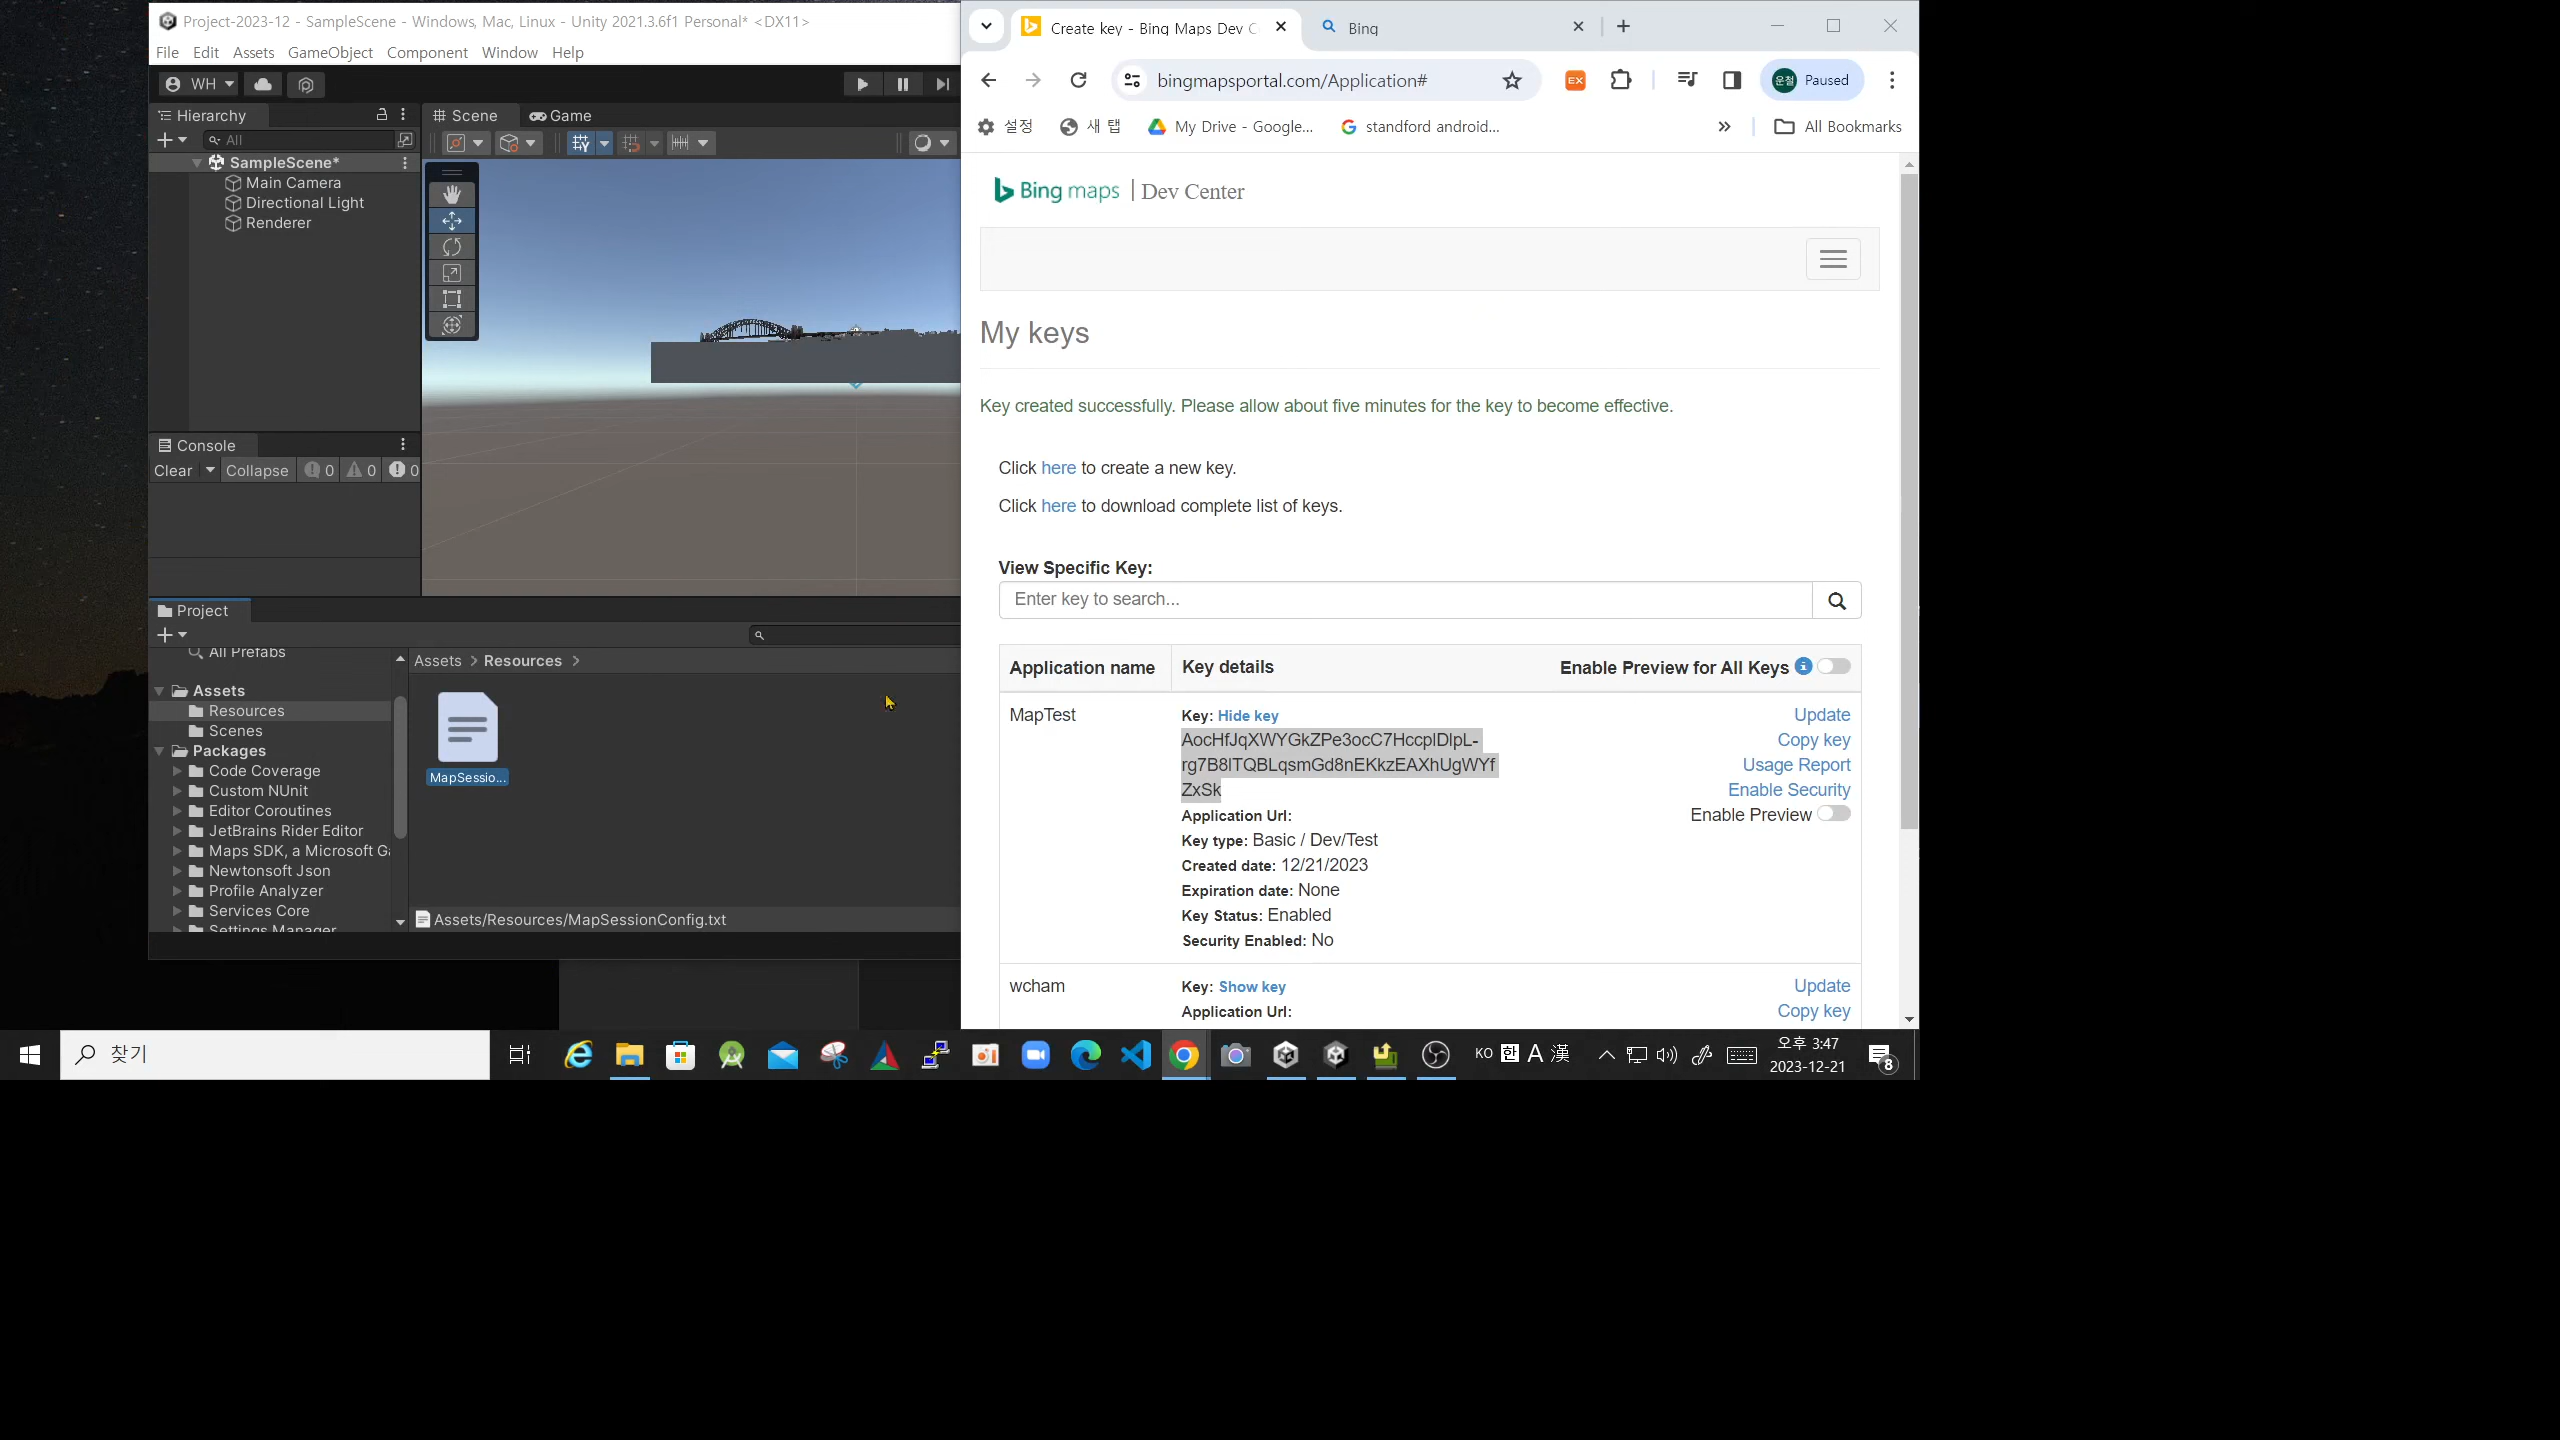 Project-2023-12 - SampleScene - Windows, Mac, Linux - Unity 2021.3.6f1 Personal* <DX11>
File Edit Assets GameObject Component Window Help
WH
Hierarchy
All
SampleScene*
Main Camera
Directional Light
Renderer
Scene Game
Console
Clear Collapse 0 0 0
Project
All Prefabs
Assets
Resources
Scenes
Packages
Code Coverage
Custom NUnit
Editor Coroutines
JetBrains Rider Editor
Maps SDK, a Microsoft Ga
Newtonsoft Json
Profile Analyzer
Services Core
Settings Manager
Assets > Resources >
MapSessio...
Assets/Resources/MapSessionConfig.txt
Create key - Bing Maps Dev C
Bing
bingmapsportal.com/Application#
EX
운철 Paused
설정 새 탭 My Drive - Google... standford android...
» All Bookmarks
Bing maps | Dev Center
My keys
Key created successfully. Please allow about five minutes for the key to become effective.
Click here to create a new key.
Click here to download complete list of keys.
View Specific Key:
Enter key to search...
Application name Key details Enable Preview for All Keys
MapTest Key: Hide key Update
AocHfJqXWYGkZPe3ocC7HccplDlpL- Copy key
rg7B8lTQBLqsmGd8nEKkzEAXhUgWYf Usage Report
ZxSk Enable Security
Application Url: Enable Preview
Key type: Basic / Dev/Test
Created date: 12/21/2023
Expiration date: None
Key Status: Enabled
Security Enabled: No
wcham Key: Show key Update
Application Url: Copy key
찾기
KO 한 A 漢
오후 3:47
2023-12-21
8